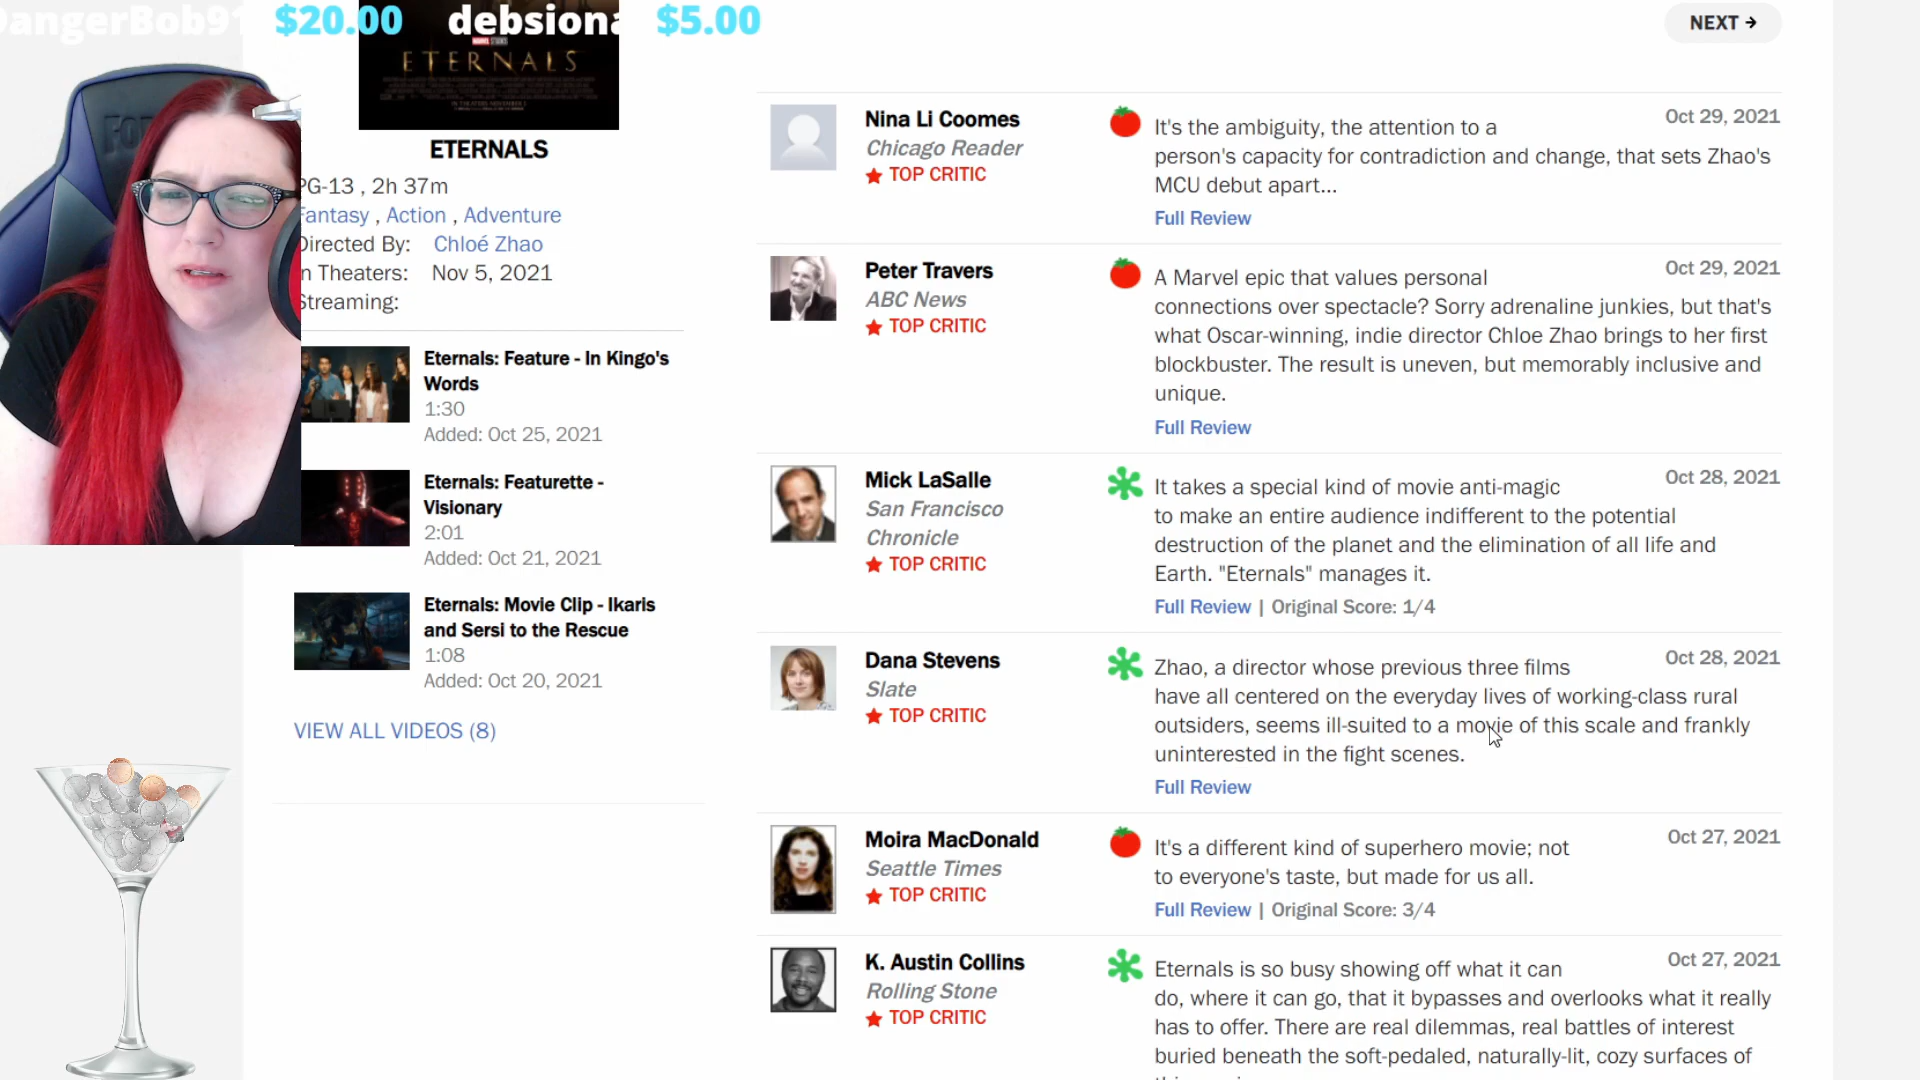 $20.00 $5.00
NEXT →
ETERNALS
ETERNALS
PG-13 , 2h 37m
Fantasy , Action , Adventure
Directed By: Chloé Zhao
In Theaters: Nov 5, 2021
Streaming:
Eternals: Feature - In Kingo's
Words
1:30
Added: Oct 25, 2021
Eternals: Featurette -
Visionary
2:01
Added: Oct 21, 2021
Eternals: Movie Clip - Ikaris
and Sersi to the Rescue
1:08
Added: Oct 20, 2021
VIEW ALL VIDEOS (8)
Nina Li Coomes
Chicago Reader
★ TOP CRITIC
Oct 29, 2021
It's the ambiguity, the attention to a
person's capacity for contradiction and change, that sets Zhao's
MCU debut apart...
Full Review
Peter Travers
ABC News
★ TOP CRITIC
Oct 29, 2021
A Marvel epic that values personal
connections over spectacle? Sorry adrenaline junkies, but that's
what Oscar-winning, indie director Chloe Zhao brings to her first
blockbuster. The result is uneven, but memorably inclusive and
unique.
Full Review
Mick LaSalle
San Francisco
Chronicle
★ TOP CRITIC
Oct 28, 2021
It takes a special kind of movie anti-magic
to make an entire audience indifferent to the potential
destruction of the planet and the elimination of all life and
Earth. "Eternals" manages it.
Full Review | Original Score: 1/4
Dana Stevens
Slate
★ TOP CRITIC
Oct 28, 2021
Zhao, a director whose previous three films
have all centered on the everyday lives of working-class rural
outsiders, seems ill-suited to a movie of this scale and frankly
uninterested in the fight scenes.
Full Review
Moira MacDonald
Seattle Times
★ TOP CRITIC
Oct 27, 2021
It's a different kind of superhero movie; not
to everyone's taste, but made for us all.
Full Review | Original Score: 3/4
K. Austin Collins
Rolling Stone
★ TOP CRITIC
Oct 27, 2021
Eternals is so busy showing off what it can
do, where it can go, that it bypasses and overlooks what it really
has to offer. There are real dilemmas, real battles of interest
buried beneath the soft-pedaled, naturally-lit, cozy surfaces of